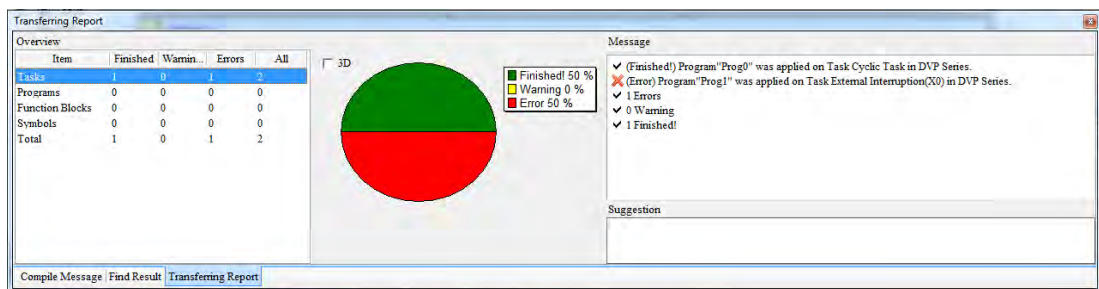 Transferring Report
Overview
Item Finished Warnin... Errors All
Tasks 1 0 1 2
Programs 0 0 0 0
Function Blocks 0 0 0 0
Symbols 0 0 0 0
Total 1 0 1 2
3D
Finished! 50 %
Warning 0 %
Error 50 %
Message
(Finished!) Program"Prog0" was applied on Task Cyclic Task in DVP Series.
(Error) Program"Prog1" was applied on Task External Interruption(X0) in DVP Series.
1 Errors
0 Warning
1 Finished!
Suggestion
Compile Message Find Result Transferring Report